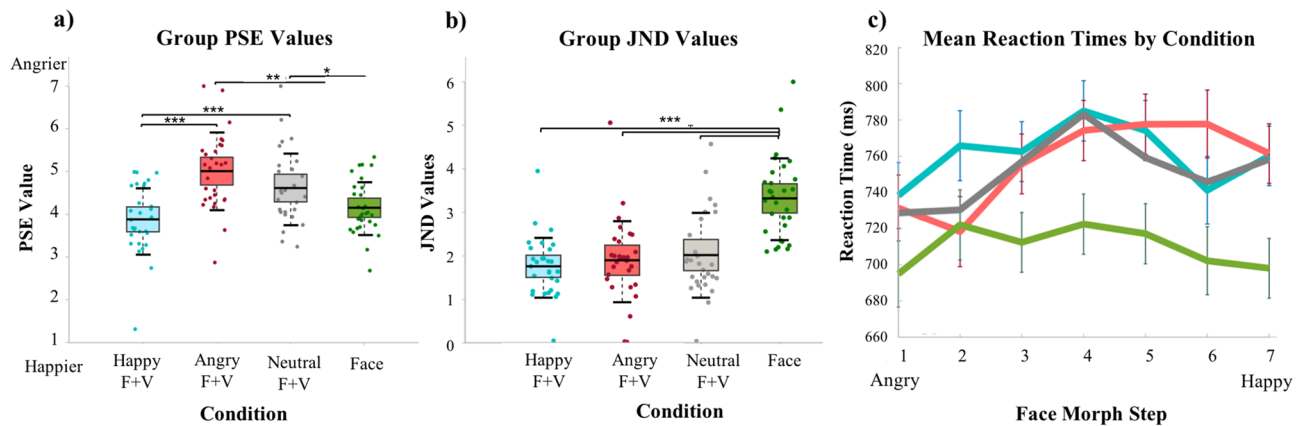 a)
Group PSE Values
Angrier
7
6
5
4
3
2
1
PSE Value
***
***
**
*
Happier
Happy
F+V
Angry
F+V
Neutral
F+V
Face
Condition
b)
Group JND Values
6
5
4
3
2
1
0
JND Values
***
Happy
F+V
Angry
F+V
Neutral
F+V
Face
Condition
c)
Mean Reaction Times by Condition
820
800
780
760
740
720
700
680
660
Reaction Time (ms)
1 2 3 4 5 6 7
Angry Happy
Face Morph Step